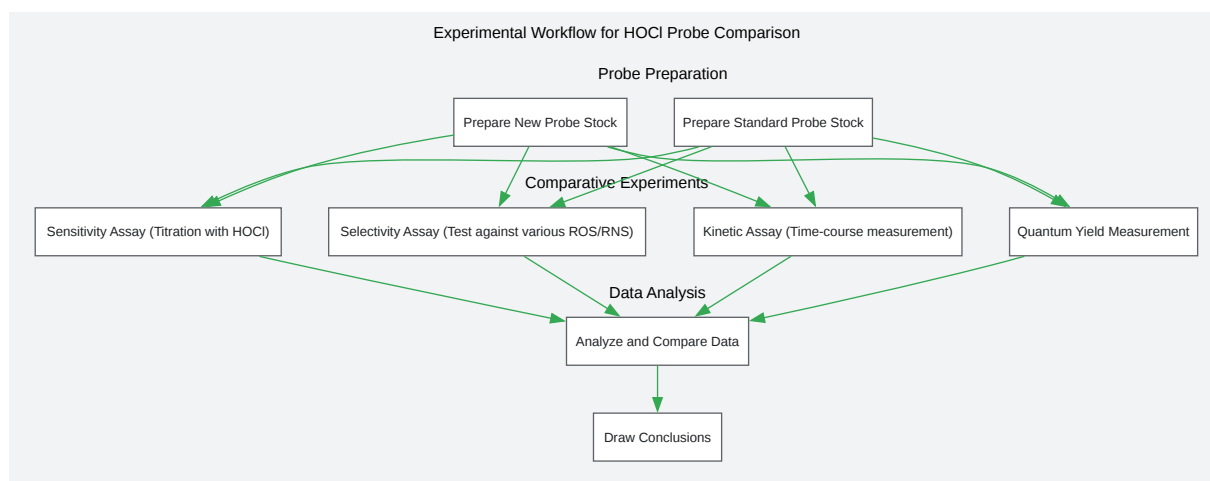 Experimental Workflow for HOCl Probe Comparison
Probe Preparation
Prepare New Probe Stock
Prepare Standard Probe Stock
Comparative Experiments
Sensitivity Assay (Titration with HOCl)
Selectivity Assay (Test against various ROS/RNS)
Kinetic Assay (Time-course measurement)
Quantum Yield Measurement
Data Analysis
Analyze and Compare Data
Draw Conclusions